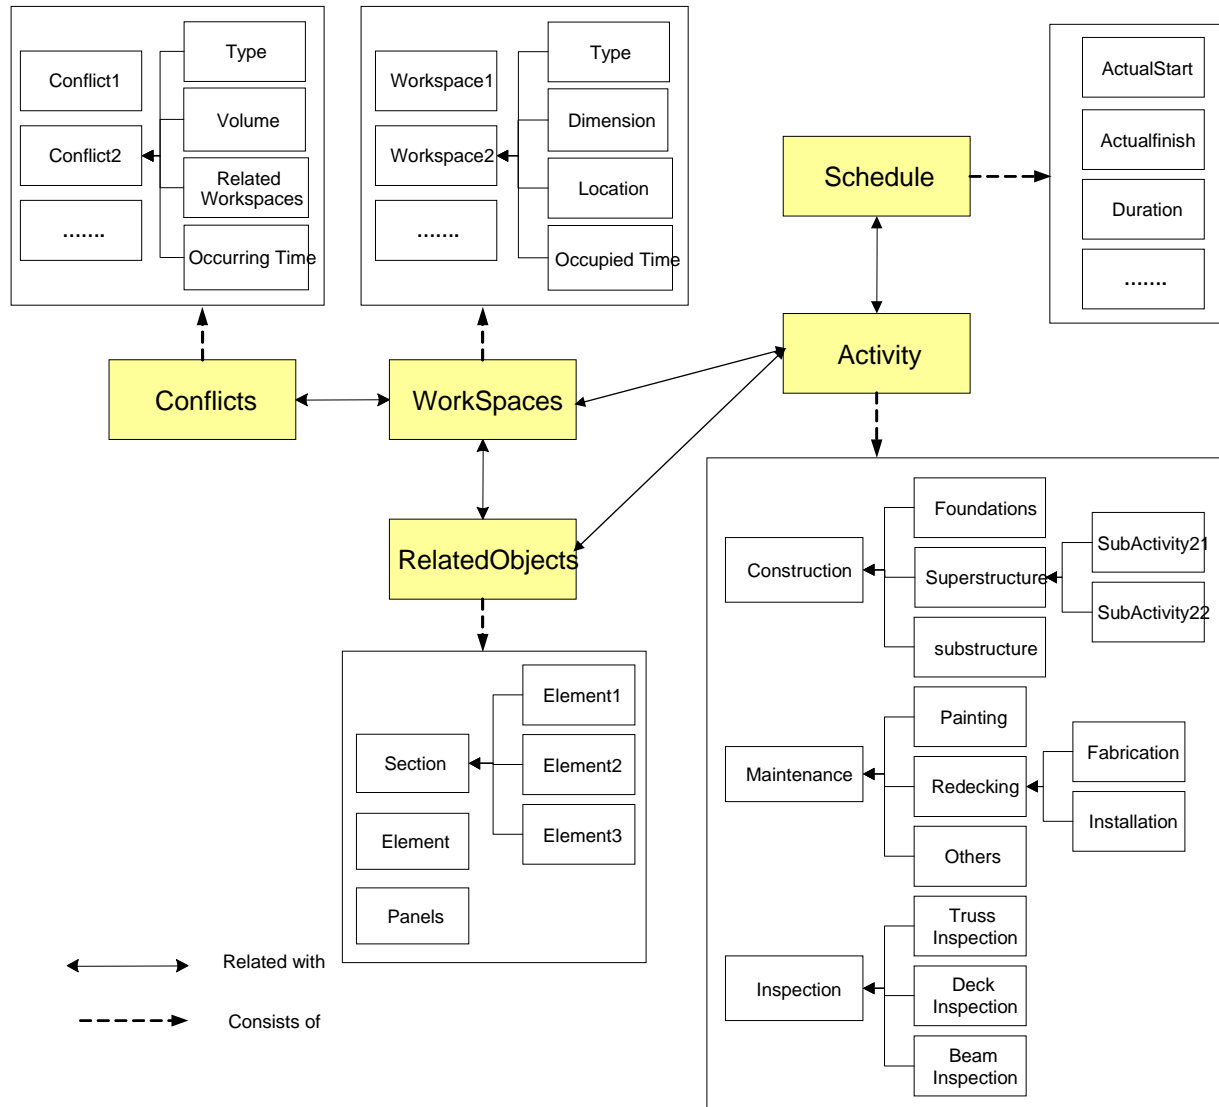 Conflict1
Conflict2
.......
Type
Volume
Related
Workspaces
Occurring Time
Workspace1
Workspace2
.......
Type
Dimension
Location
Occupied Time
ActualStart
Actualfinish
Duration
.......
Schedule
Activity
Conflicts
WorkSpaces
RelatedObjects
Section
Element
Panels
Element1
Element2
Element3
Construction
Foundations
Superstructure
substructure
SubActivity21
SubActivity22
Maintenance
Painting
Redecking
Others
Fabrication
Installation
Inspection
Truss
Inspection
Deck
Inspection
Beam
Inspection
Related with
Consists of